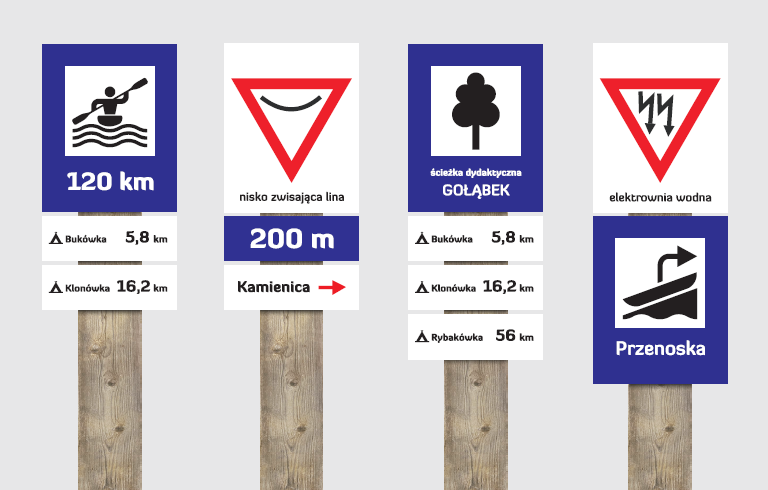 120 km
Bukówka 5,8 km
Klonówka 16,2 km
nisko zwisająca lina
200 m
Kamienica
ścieżka dydaktyczna
GOŁĄBEK
Bukówka 5,8 km
Klonówka 16,2 km
Rybakówka 56 km
elektrownia wodna
Przenoska